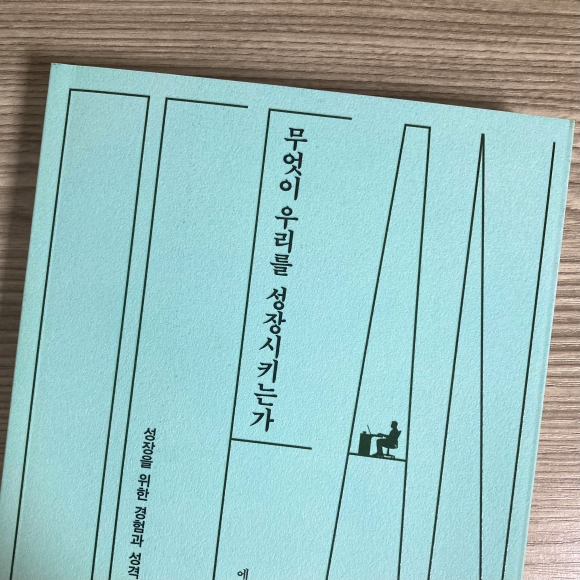 무엇이 우리를 성장시키는가
성장을 위한 경험과 성격
에